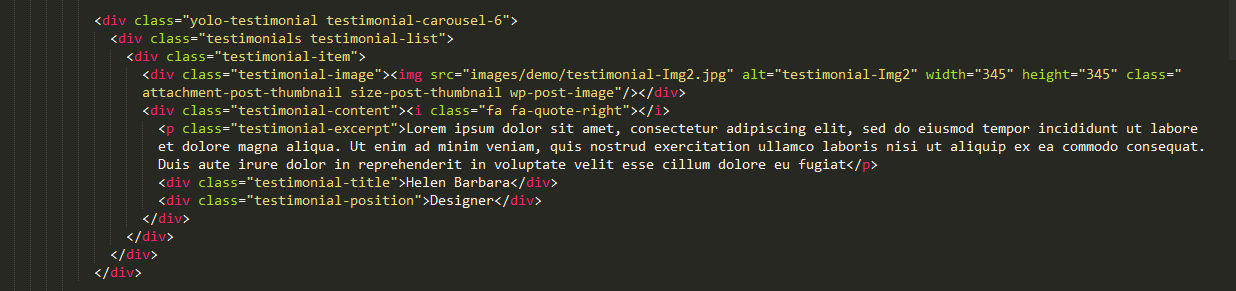 <div class="yolo-testimonial testimonial-carousel-6">
<div class="testimonials testimonial-list">
<div class="testimonial-item">
<div class="testimonial-image"><img src="images/demo/testimonial-Img2.jpg" alt="testimonial-Img2" width="345" height="345" class="
attachment-post-thumbnail size-post-thumbnail wp-post-image"/></div>
<div class="testimonial-content"><i class="fa fa-quote-right"></i>
<p class="testimonial-excerpt">Lorem ipsum dolor sit amet, consectetur adipiscing elit, sed do eiusmod tempor incididunt ut labore
et dolore magna aliqua. Ut enim ad minim veniam, quis nostrud exercitation ullamco laboris nisi ut aliquip ex ea commodo consequat.
Duis aute irure dolor in reprehenderit in voluptate velit esse cillum dolore eu fugiat</p>
<div class="testimonial-title">Helen Barbara</div>
<div class="testimonial-position">Designer</div>
</div>
</div>
</div>
</div>